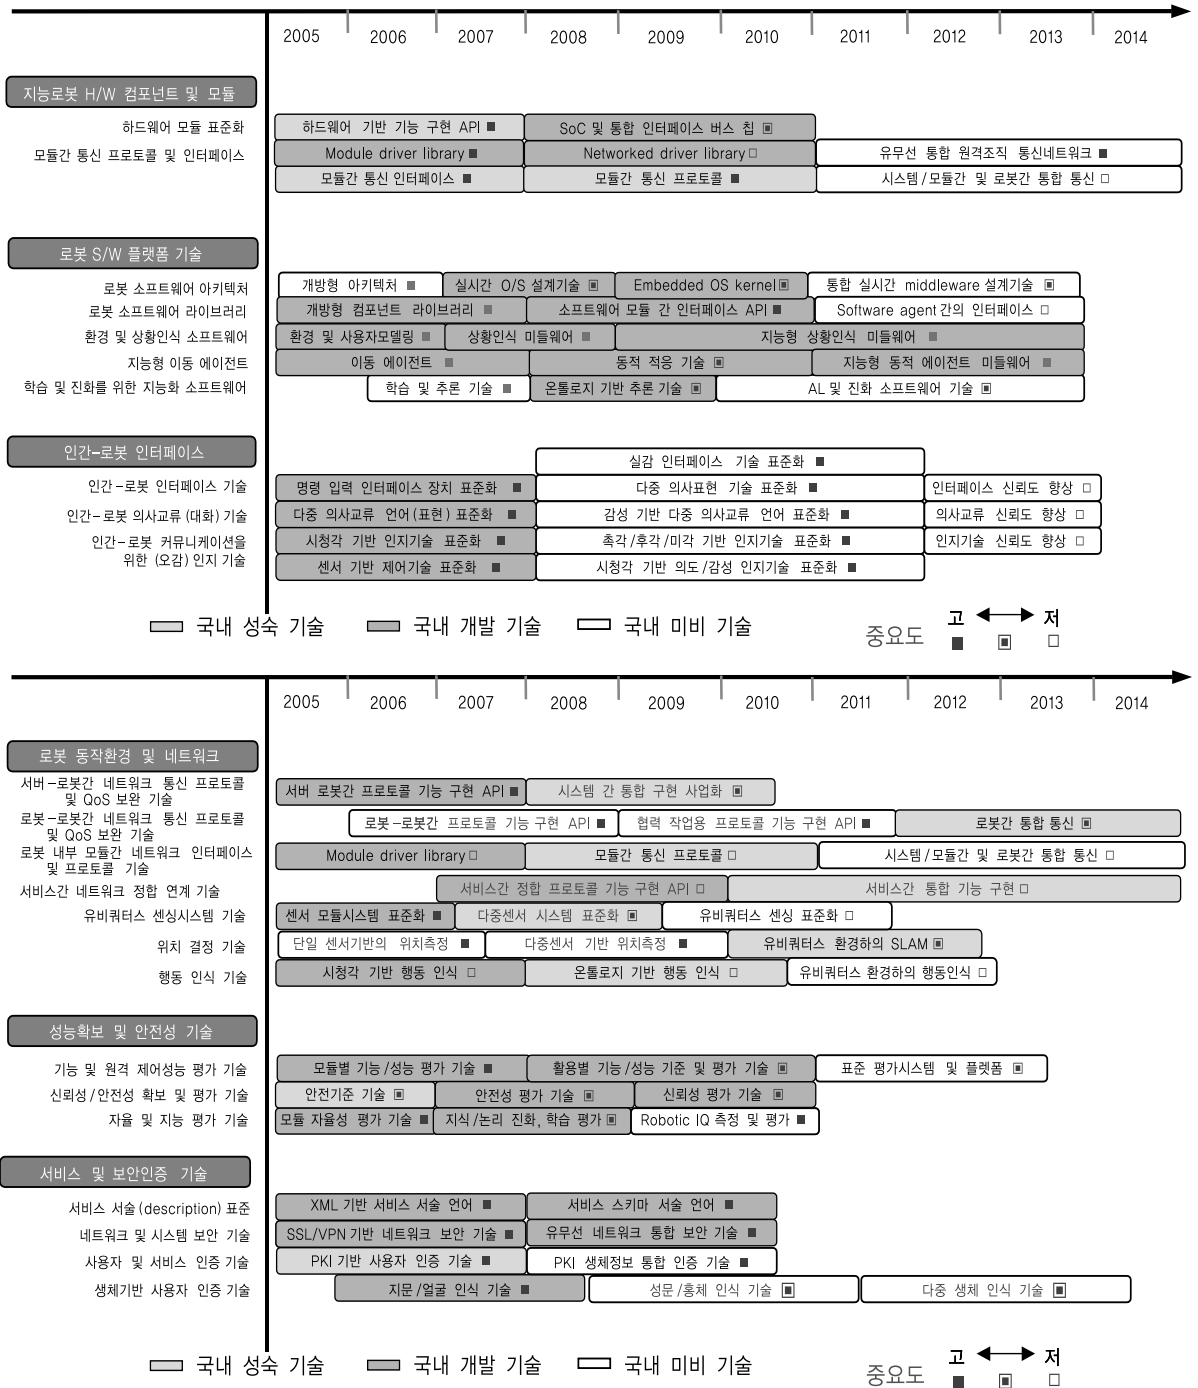 2005 2006 2007 2008 2009 2010 2011 2012 2013 2014
지능로봇 H/W 컴포넌트 및 모듈
하드웨어 모듈 표준화 하드웨어 기반 기능 구현 API ■ SoC 및 통합 인터페이스 버스 칩 ▣
모듈간 통신 프로토콜 및 인터페이스 Module driver library ■ Networked driver library □ 유무선 통합 원격조직 통신네트워크 ■
모듈간 통신 인터페이스 ■ 모듈간 통신 프로토콜 ■ 시스템/모듈간 및 로봇간 통합 통신 □
로봇 S/W 플랫폼 기술
로봇 소프트웨어 아키텍처 개방형 아키텍처 ■ 실시간 O/S 설계기술 ▣ Embedded OS kernel ▣ 통합 실시간 middleware 설계기술 ▣
로봇 소프트웨어 라이브러리 개방형 컴포넌트 라이브러리 ■ 소프트웨어 모듈 간 인터페이스 API ■ Software agent 간의 인터페이스 □
환경 및 상황인식 소프트웨어 환경 및 사용자모델링 ■ 상황인식 미들웨어 ■ 지능형 상황인식 미들웨어 ■
지능형 이동 에이전트 이동 에이전트 ■ 동적 적응 기술 ▣ 지능형 동적 에이전트 미들웨어 ■
학습 및 진화를 위한 지능화 소프트웨어 학습 및 추론 기술 ■ 온톨로지 기반 추론 기술 ▣ AL 및 진화 소프트웨어 기술 ▣
인간-로봇 인터페이스
실감 인터페이스 기술 표준화 ■
인간-로봇 인터페이스 기술 명령 입력 인터페이스 장치 표준화 ■ 다중 의사표현 기술 표준화 ■ 인터페이스 신뢰도 향상 □
인간-로봇 의사교류 (대화) 기술 다중 의사교류 언어 (표현) 표준화 ■ 감성 기반 다중 의사교류 언어 표준화 ■ 의사교류 신뢰도 향상 □
인간-로봇 커뮤니케이션을 시청각 기반 인지기술 표준화 ■ 촉각/후각/미각 기반 인지기술 표준화 ■ 인지기술 신뢰도 향상 □
위한 (오감) 인지 기술 센서 기반 제어기술 표준화 ■ 시청각 기반 의도/감성 인지기술 표준화 ■
국내 성숙 기술 국내 개발 기술 국내 미비 기술 중요도 고 저
■ ▣ □
2005 2006 2007 2008 2009 2010 2011 2012 2013 2014
로봇 동작환경 및 네트워크
서버-로봇간 네트워크 통신 프로토콜
및 QoS 보완 기술 서버 로봇간 프로토콜 기능 구현 API ■ 시스템 간 통합 구현 사업화 ▣
로봇-로봇간 네트워크 통신 프로토콜
및 QoS 보완 기술 로봇-로봇간 프로토콜 기능 구현 API ■ 협력 작업용 프로토콜 기능 구현 API ■ 로봇간 통합 통신 ▣
로봇 내부 모듈간 네트워크 인터페이스
및 프로토콜 기술 Module driver library □ 모듈간 통신 프로토콜 □ 시스템/모듈간 및 로봇간 통합 통신 □
서비스간 네트워크 정합 연계 기술 서비스간 정합 프로토콜 기능 구현 API □ 서비스간 통합 기능 구현 □
유비쿼터스 센싱시스템 기술 센서 모듈시스템 표준화 ■ 다중센서 시스템 표준화 ▣ 유비쿼터스 센싱 표준화 □
위치 결정 기술 단일 센서기반의 위치측정 ■ 다중센서 기반 위치측정 ■ 유비쿼터스 환경하의 SLAM ▣
행동 인식 기술 시청각 기반 행동 인식 □ 온톨로지 기반 행동 인식 □ 유비쿼터스 환경하의 행동인식 □
성능확보 및 안전성 기술
기능 및 원격 제어성능 평가 기술 모듈별 기능/성능 평가 기술 ■ 활용별 기능/성능 기준 및 평가 기술 ▣ 표준 평가시스템 및 플렛폼 ▣
신뢰성/안전성 확보 및 평가 기술 안전기준 기술 ▣ 안전성 평가 기술 ▣ 신뢰성 평가 기술 ▣
자율 및 지능 평가 기술 모듈 자율성 평가 기술 ■ 지식/논리 진화, 학습 평가 ▣ Robotic IQ 측정 및 평가 ■
서비스 및 보안인증 기술
서비스 서술(description) 표준 XML 기반 서비스 서술 언어 ■ 서비스 스키마 서술 언어 ■
네트워크 및 시스템 보안 기술 SSL/VPN 기반 네트워크 보안 기술 ■ 유무선 네트워크 통합 보안 기술 ■
사용자 및 서비스 인증 기술 PKI 기반 사용자 인증 기술 ■ PKI 생체정보 통합 인증 기술 ■
생체기반 사용자 인증 기술 지문/얼굴 인식 기술 ■ 성문/홍체 인식 기술 ▣ 다중 생체 인식 기술 ▣
국내 성숙 기술 국내 개발 기술 국내 미비 기술 중요도 고 저
■ ▣ □